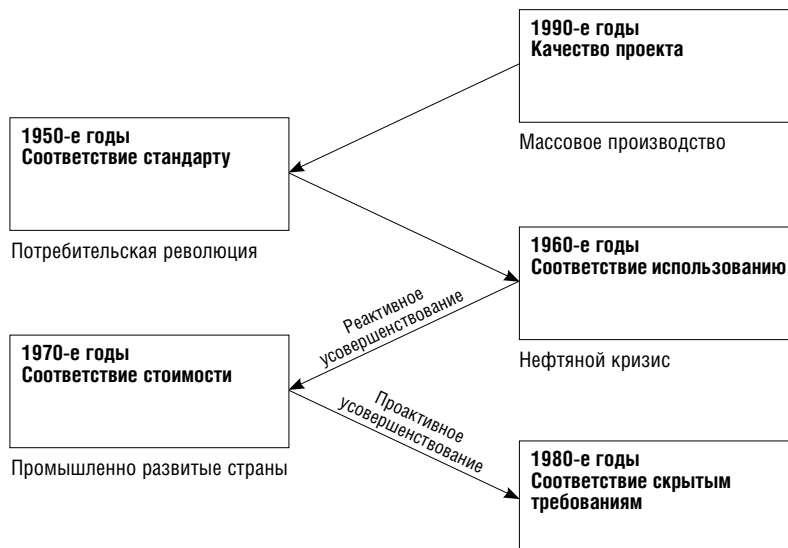 1990-е годы
Качество проекта
Массовое производство
1950-е годы
Соответствие стандарту
Потребительская революция
1960-е годы
Соответствие использованию
Нефтяной кризис
Реактивное
усовершенствование
1970-е годы
Соответствие стоимости
Промышленно развитые страны
Проактивное
усовершенствование
1980-е годы
Соответствие скрытым
требованиям